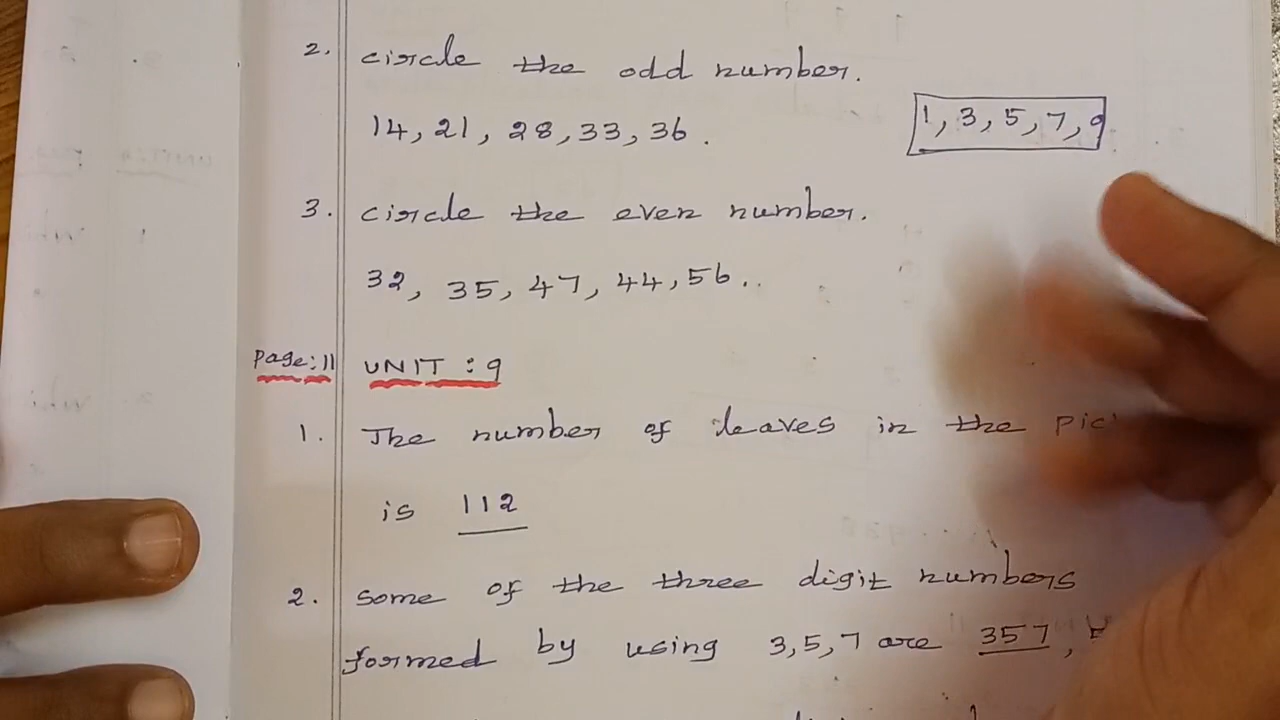 2. circle the odd number.
14, 21, 28, 33, 36.
1, 3, 5, 7, 9
3. circle the even number.
32, 35, 47, 44, 56..
Page: 11 UNIT : 9
1. The number of leaves in the
is 112
2. some of the three digit numbers
formed by using 3, 5, 7 are 357,